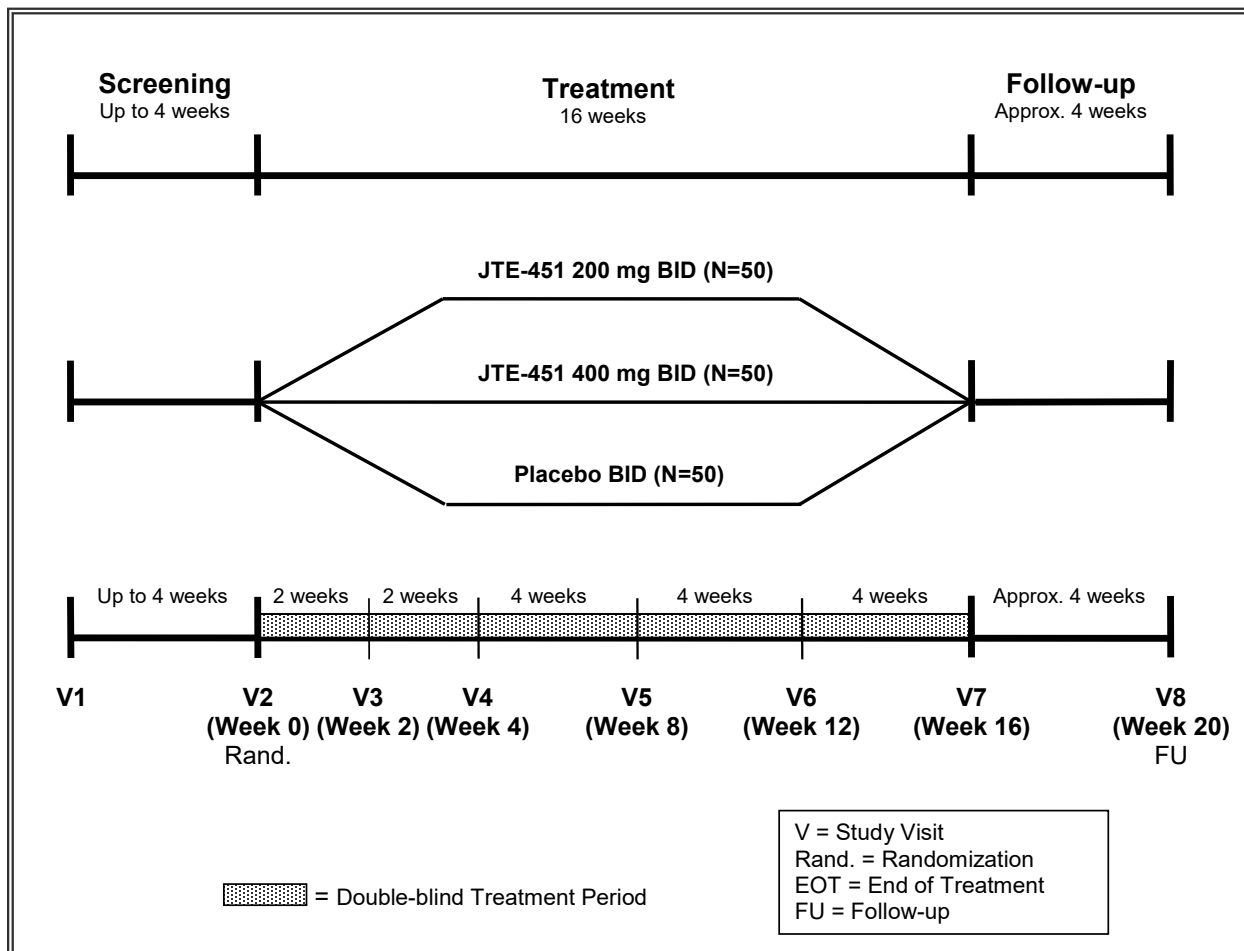 Screening
Up to 4 weeks
Treatment
16 weeks
Follow-up
Approx. 4 weeks
JTE-451 200 mg BID (N=50)
JTE-451 400 mg BID (N=50)
Placebo BID (N=50)
Up to 4 weeks 2 weeks 2 weeks 4 weeks 4 weeks 4 weeks Approx. 4 weeks
V1 V2 V3 V4 V5 V6 V7 V8
(Week 0) (Week 2) (Week 4) (Week 8) (Week 12) (Week 16) (Week 20)
Rand. FU
V = Study Visit
Rand. = Randomization
EOT = End of Treatment
FU = Follow-up
= Double-blind Treatment Period